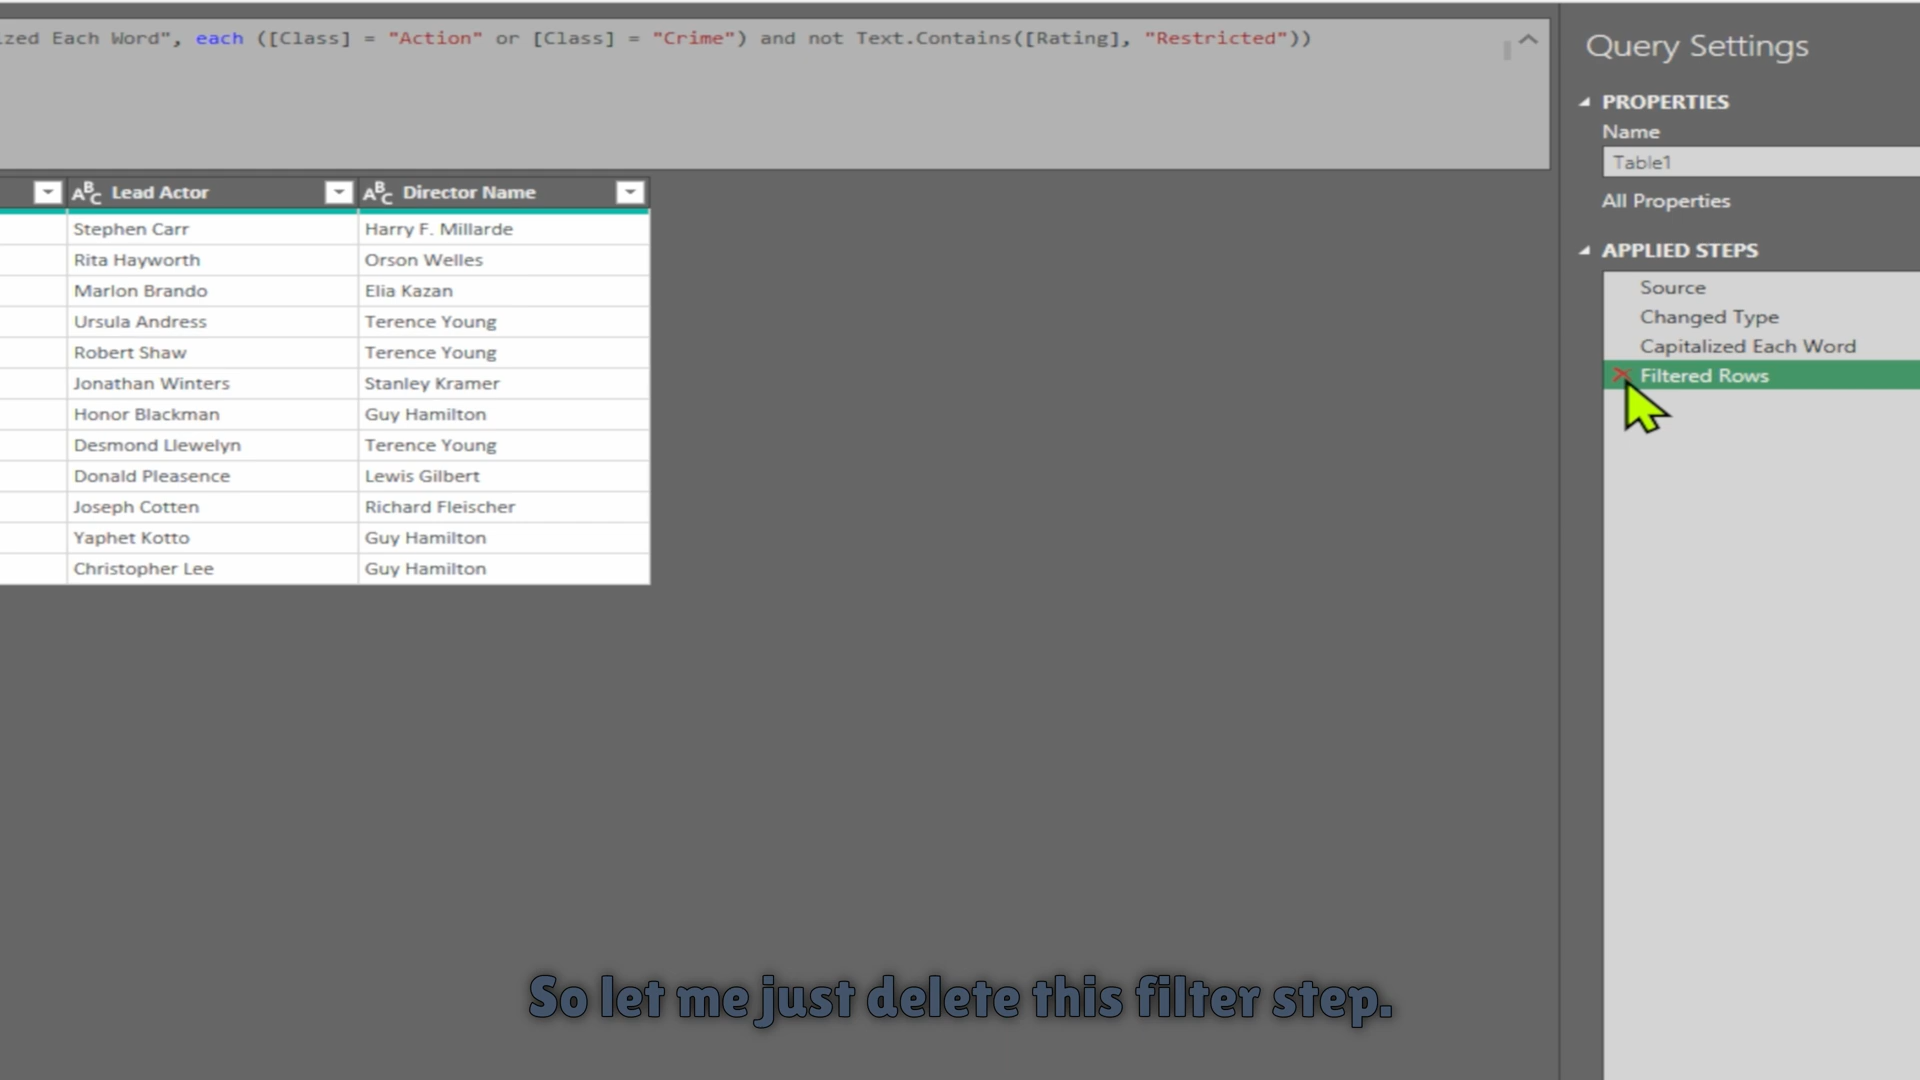 zed Each Word", each ([Class] = "Action" or [Class] = "Crime") and not Text.Contains([Rating], "Restricted"))
Query Settings
PROPERTIES
Name
Table1
All Properties
APPLIED STEPS
Source
Changed Type
Capitalized Each Word
Filtered Rows
ABC Lead Actor ABC Director Name
Stephen Carr Harry F. Millarde
Rita Hayworth Orson Welles
Marlon Brando Elia Kazan
Ursula Andress Terence Young
Robert Shaw Terence Young
Jonathan Winters Stanley Kramer
Honor Blackman Guy Hamilton
Desmond Llewelyn Terence Young
Donald Pleasence Lewis Gilbert
Joseph Cotten Richard Fleischer
Yaphet Kotto Guy Hamilton
Christopher Lee Guy Hamilton
So let me just delete this filter step.